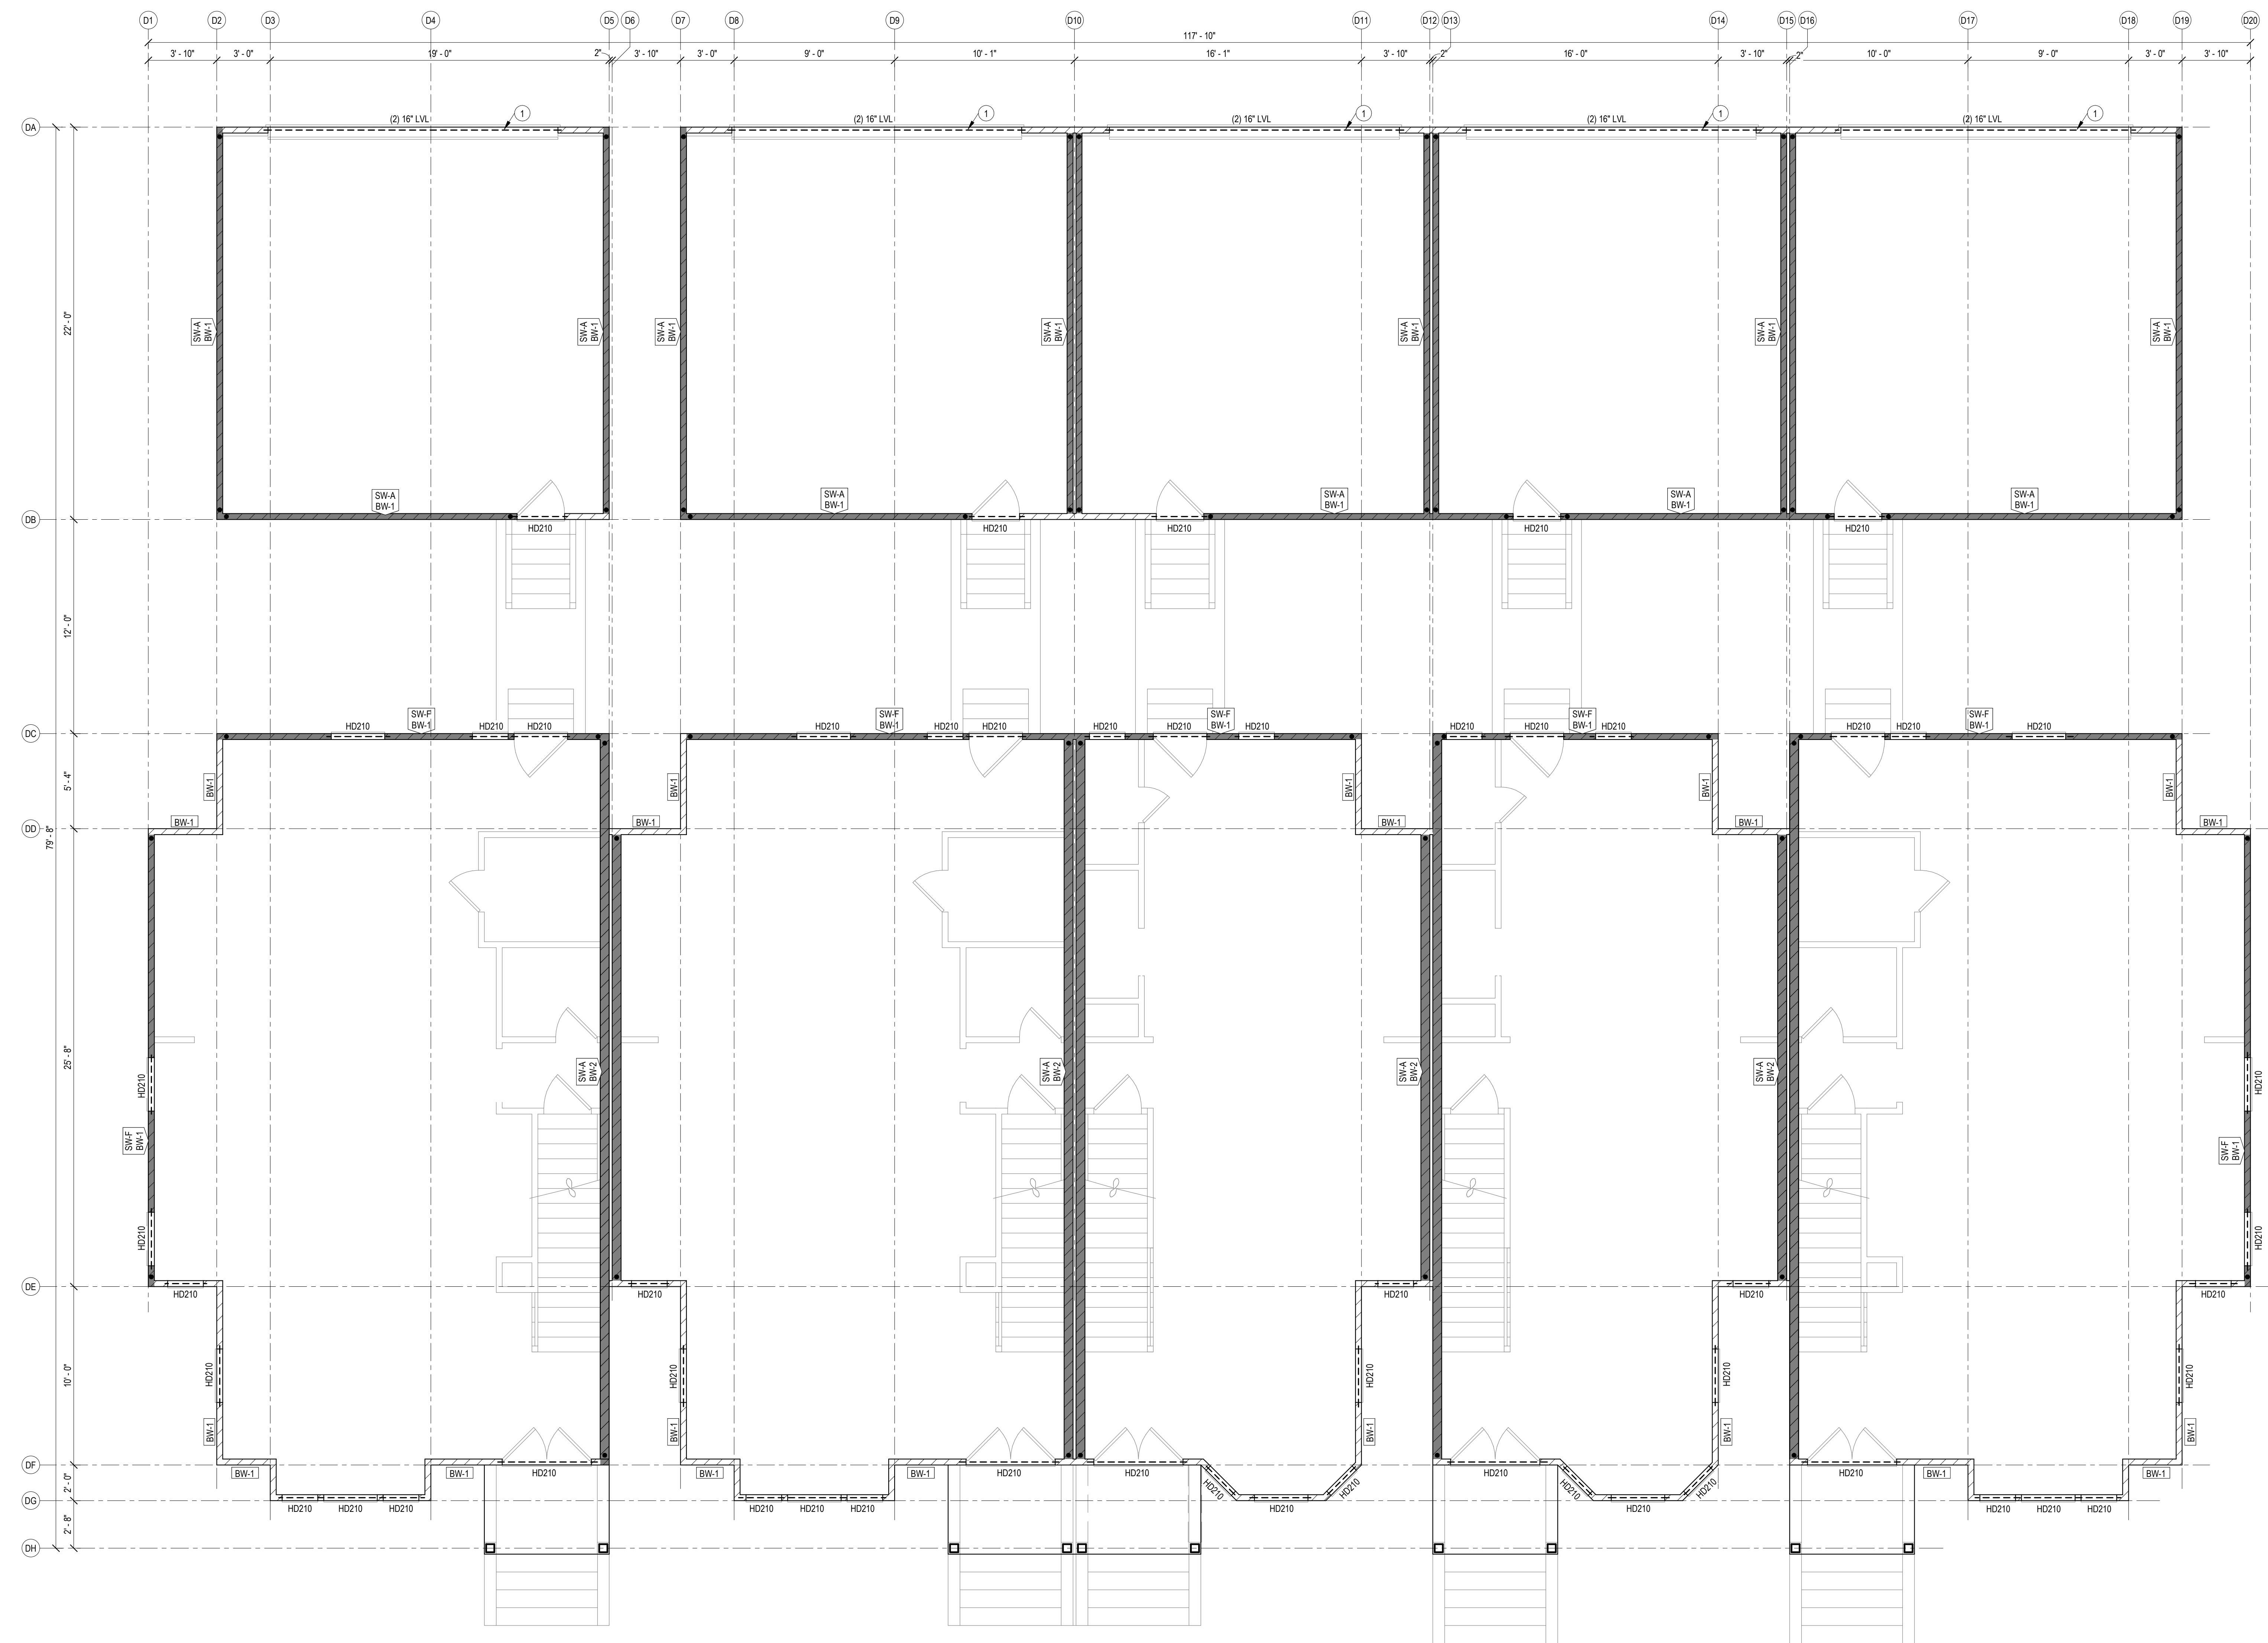 D1 D2 D3 D4 D5 D6 D7 D8 D9 D10 D11 D12 D13 D14 D15 D16 D17 D18 D19 D20
117' - 10"
3' - 10" 3' - 0" 19' - 0" 2" 3' - 10" 3' - 0" 9' - 0" 10' - 1" 16' - 1" 3' - 10" 2" 16' - 0" 3' - 10" 2" 10' - 0" 9' - 0" 3' - 0" 3' - 10"
1 1 1 1 1
(2) 16" LVL (2) 16" LVL (2) 16" LVL (2) 16" LVL (2) 16" LVL
DA
22' - 0"
SW-A SW-A SW-A SW-A SW-A SW-A SW-A
BW-1 BW-1 BW-1 BW-1 BW-1 BW-1 BW-1
SW-A SW-A SW-A SW-A SW-A
BW-1 BW-1 BW-1 BW-1 BW-1
DB
HD210 HD210 HD210 HD210 HD210
12' - 0"
SW-F SW-F SW-F SW-F SW-F
HD210 BW-1 HD210 HD210 HD210 BW-1 HD210 HD210 HD210 HD210 BW-1 HD210 HD210 HD210 BW-1 HD210 HD210 HD210 BW-1 HD210
DC
5' - 4"
BW-1 BW-1 BW-1 BW-1 BW-1
BW-1 BW-1 BW-1 BW-1 BW-1
DD
79' - 8"
25' - 8"
SW-A SW-A SW-A SW-A
BW-2 BW-2 BW-2 BW-2
HD210 HD210
SW-F SW-F
BW-1 BW-1
HD210 HD210
DE
HD210 HD210 HD210 HD210 HD210
10' - 0"
HD210 HD210 HD210 HD210 HD210
BW-1 BW-1 BW-1 BW-1 BW-1
DF
BW-1 BW-1 HD210 BW-1 BW-1 HD210 HD210 HD210 HD210 BW-1 BW-1
2' - 0"
HD210 HD210 HD210 HD210
DG
HD210 HD210 HD210 HD210 HD210 HD210 HD210 HD210 HD210 HD210 HD210
2' - 8"
DH